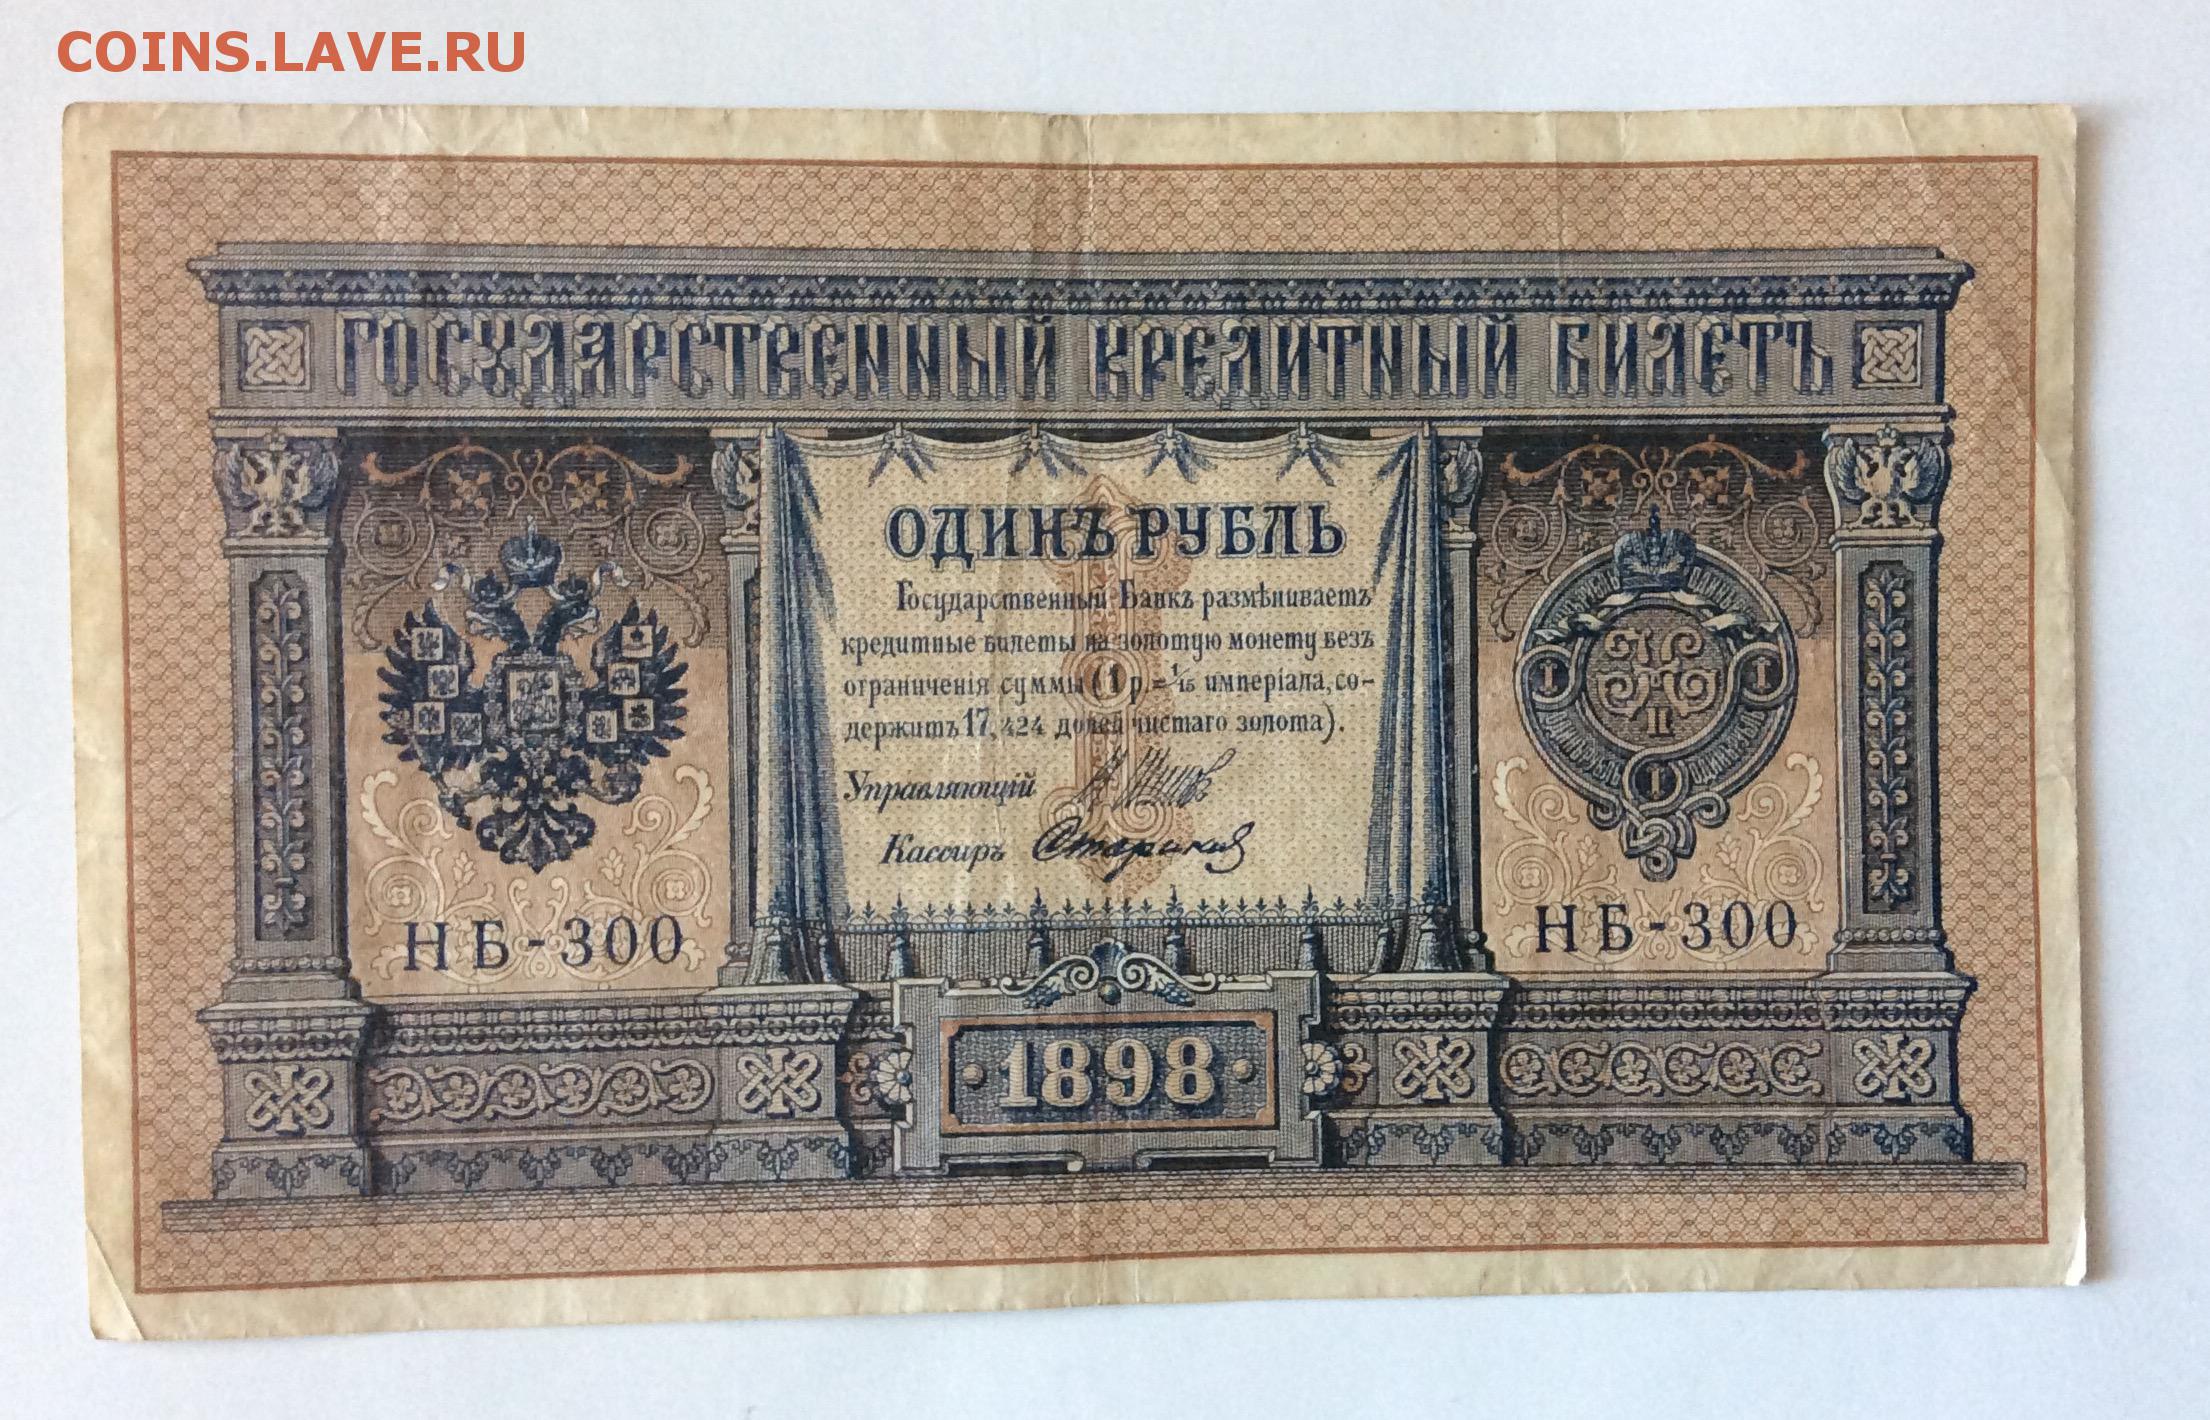 COINS.LAVE.RU
ГОСУДАРСТВЕННЫЙ КРЕДИТНЫЙ БИЛЕТЪ
ОДИНЪ РУБЛЬ
Государственный Банкъ размѣниваетъ
кредитные билеты на золотую монету безъ
ограниченія суммы (1 р.= 1/15 имперіала, со-
держитъ 17,424 долей чистаго золота).
Управляющій
Кассиръ
I I
II
I
НБ-300 НБ-300
1898